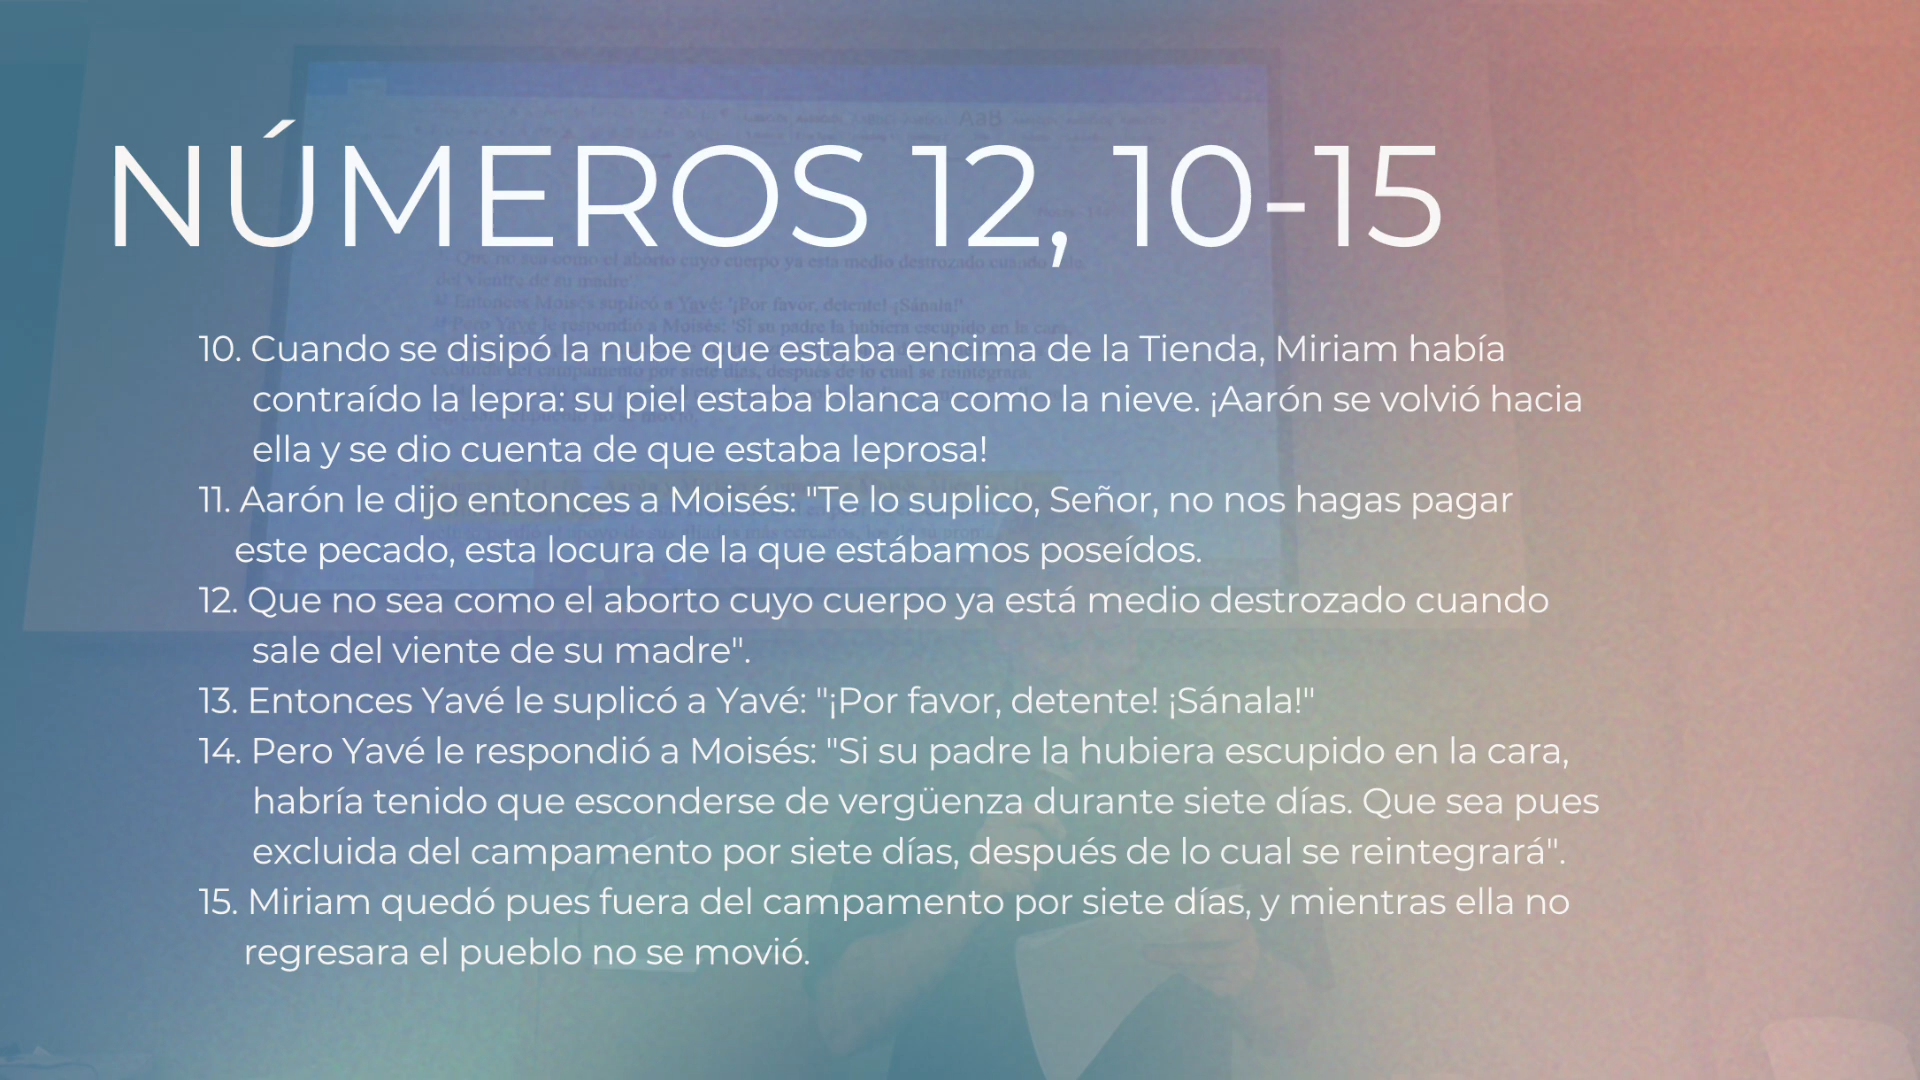 NÚMEROS 12, 10-15
10. Cuando se disipó la nube que estaba encima de la Tienda, Miriam había
contraído la lepra: su piel estaba blanca como la nieve. ¡Aarón se volvió hacia
ella y se dio cuenta de que estaba leprosa!
11. Aarón le dijo entonces a Moisés: "Te lo suplico, Señor, no nos hagas pagar
este pecado, esta locura de la que estábamos poseídos.
12. Que no sea como el aborto cuyo cuerpo ya está medio destrozado cuando
sale del viente de su madre".
13. Entonces Yavé le suplicó a Yavé: "¡Por favor, detente! ¡Sánala!"
14. Pero Yavé le respondió a Moisés: "Si su padre la hubiera escupido en la cara,
habría tenido que esconderse de vergüenza durante siete días. Que sea pues
excluida del campamento por siete días, después de lo cual se reintegrará".
15. Miriam quedó pues fuera del campamento por siete días, y mientras ella no
regresara el pueblo no se movió.